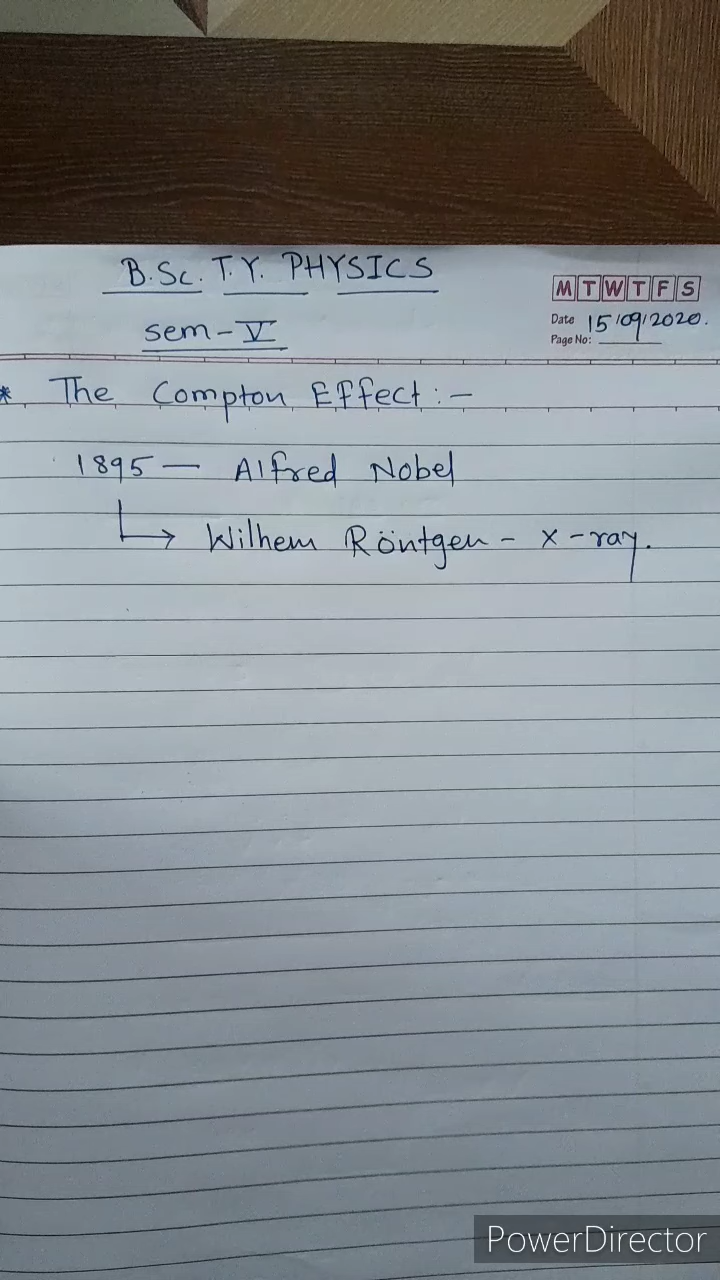 B.Sc. T.Y. PHYSICS
M T W T F S
Date 15/09/2020.
Page No:
sem - V
* The Compton Effect :-
1895 — Alfred Nobel
↳ Wilhem Röntgen - x-ray.
PowerDirector